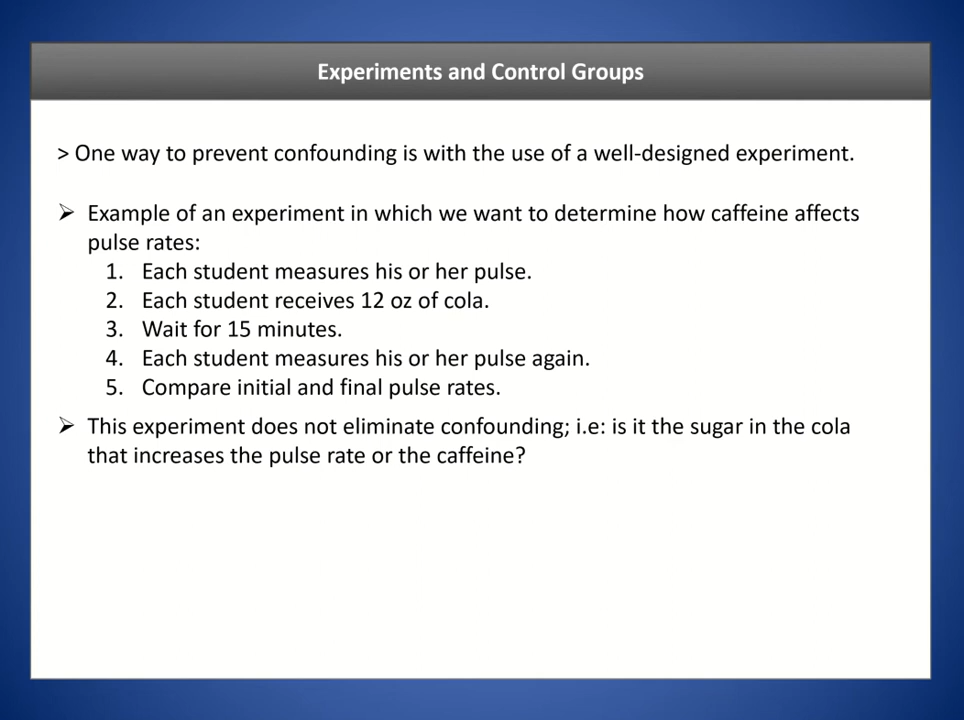 Experiments and Control Groups
> One way to prevent confounding is with the use of a well-designed experiment.
➢ Example of an experiment in which we want to determine how caffeine affects
pulse rates:
1. Each student measures his or her pulse.
2. Each student receives 12 oz of cola.
3. Wait for 15 minutes.
4. Each student measures his or her pulse again.
5. Compare initial and final pulse rates.
➢ This experiment does not eliminate confounding; i.e: is it the sugar in the cola
that increases the pulse rate or the caffeine?